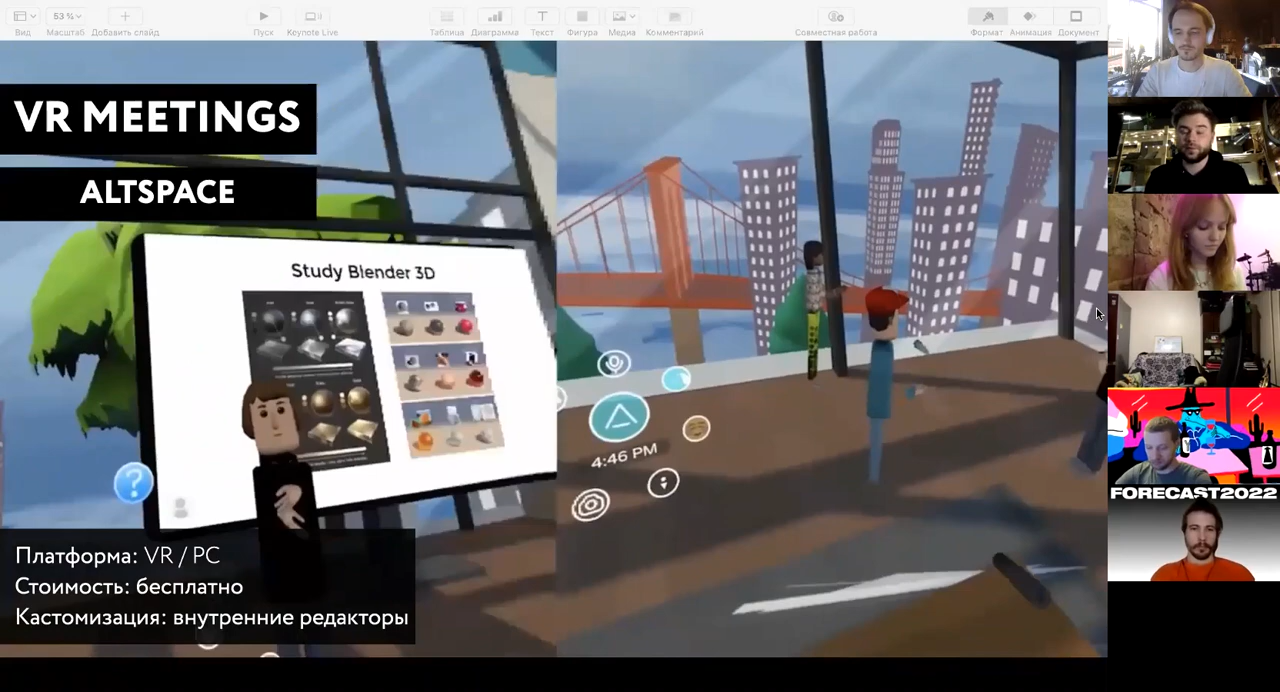 53 %
Вид
Масштаб
Добавить слайд
Пуск
Keynote Live
Таблица
Диаграмма
Текст
Фигура
Медиа
Комментарий
Совместная работа
Формат
Анимация
Документ
VR MEETINGS
ALTSPACE
Study Blender 3D
?
4:46 PM
Платформа: VR / PC
Стоимость: бесплатно
Кастомизация: внутренние редакторы
FORECAST2022